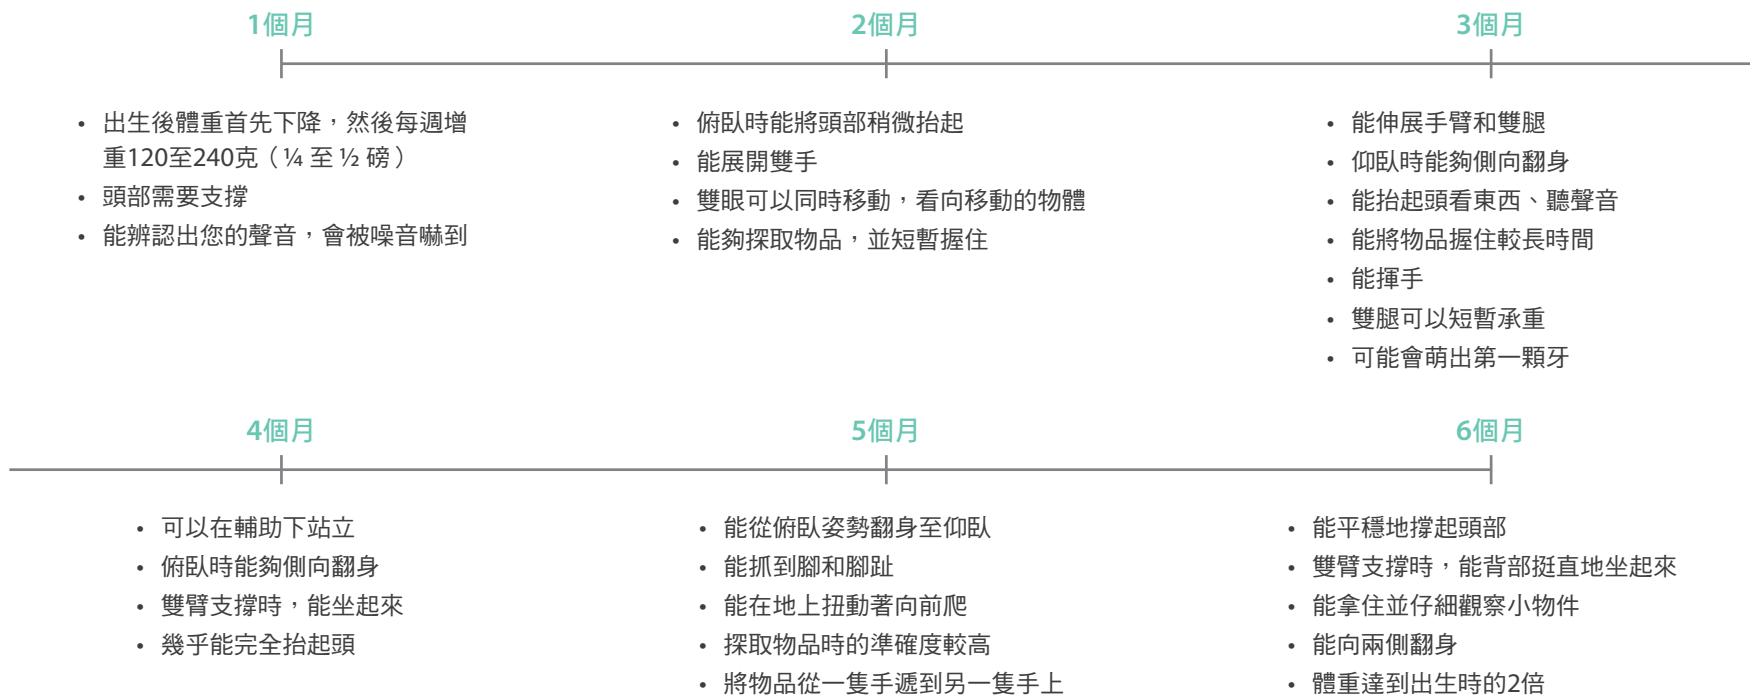 1個月
• 出生後體重首先下降，然後每週增
重120至240克（¼ 至 ½ 磅）
• 頭部需要支撐
• 能辨認出您的聲音，會被噪音嚇到
2個月
• 俯臥時能將頭部稍微抬起
• 能展開雙手
• 雙眼可以同時移動，看向移動的物體
• 能夠探取物品，並短暫握住
3個月
• 能伸展手臂和雙腿
• 仰臥時能夠側向翻身
• 能抬起頭看東西、聽聲音
• 能將物品握住較長時間
• 能揮手
• 雙腿可以短暫承重
• 可能會萌出第一顆牙
4個月
• 可以在輔助下站立
• 俯臥時能夠側向翻身
• 雙臂支撐時，能坐起來
• 幾乎能完全抬起頭
5個月
• 能從俯臥姿勢翻身至仰臥
• 能抓到腳和腳趾
• 能在地上扭動著向前爬
• 探取物品時的準確度較高
• 將物品從一隻手遞到另一隻手上
6個月
• 能平穩地撐起頭部
• 雙臂支撐時，能背部挺直地坐起來
• 能拿住並仔細觀察小物件
• 能向兩側翻身
• 體重達到出生時的2倍